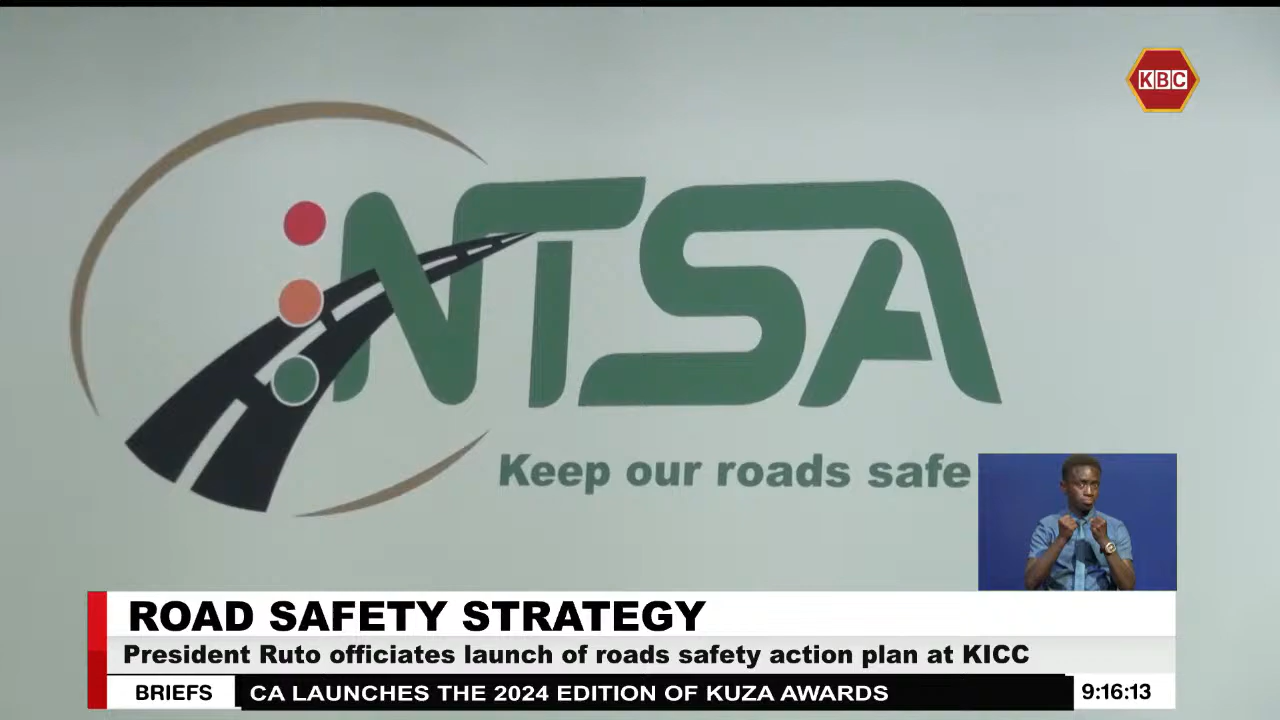 KBC
NTSA
Keep our roads safe
ROAD SAFETY STRATEGY
President Ruto officiates launch of roads safety action plan at KICC
BRIEFS CA LAUNCHES THE 2024 EDITION OF KUZA AWARDS 9:16:13